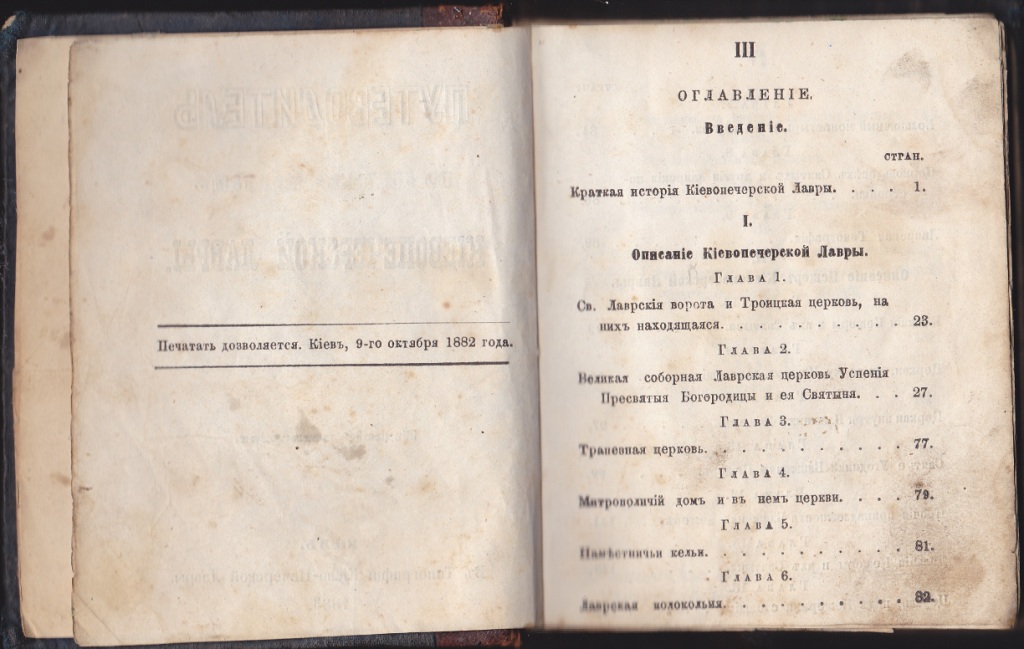 Печатать дозволяется. Кіевъ, 9-го октября 1882 года.
III
ОГЛАВЛЕНІЕ.
Введеніе.
СТРАН.
Краткая исторія Кіевопечерской Лавры. . . . 1.
I.
Описаніе Кіевопечерской Лавры.
ГЛАВА 1.
Св. Лаврскія ворота и Троицкая церковь, на
нихъ находящаяся. . . . . . . . . . . 23.
ГЛАВА 2.
Великая соборная Лаврская церковь Успенія
Пресвятыя Богородицы и ея Святыня. . . 27.
ГЛАВА 3.
Трапезная церковь. . . . . . . . . . . 77.
ГЛАВА 4.
Митрополичій домъ и въ немъ церкви. . . . 79.
ГЛАВА 5.
Намѣстничьи кельи. . . . . . . . . . . 81.
ГЛАВА 6.
Лаврская колокольня. . . . . . . . . . 82.